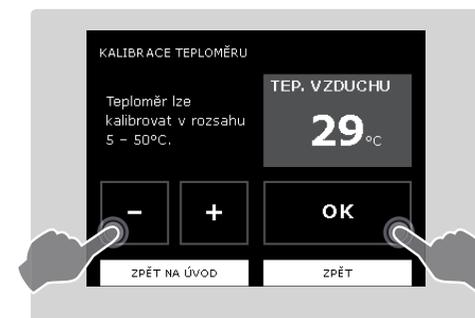 KALIBRACE TEPLOMĚRU
Teploměr lze
kalibrovat v rozsahu
5 – 50°C.
TEP. VZDUCHU
29°C
–
+
OK
ZPĚT NA ÚVOD
ZPĚT